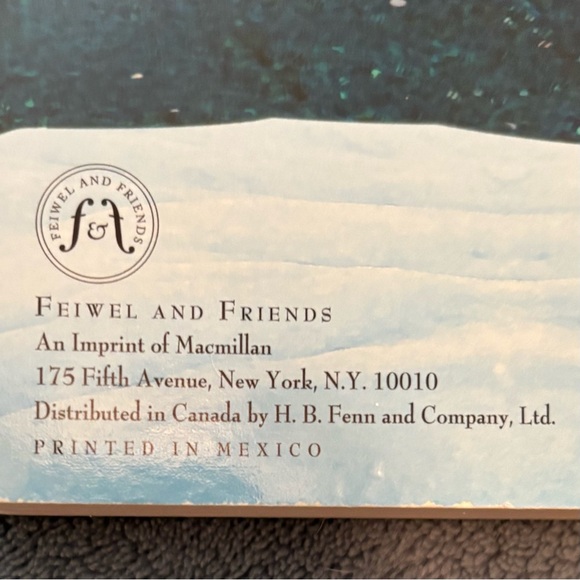 FEIWEL AND FRIENDS
f&f
FEIWEL AND FRIENDS
An Imprint of Macmillan
175 Fifth Avenue, New York, N.Y. 10010
Distributed in Canada by H. B. Fenn and Company, Ltd.
PRINTED IN MEXICO